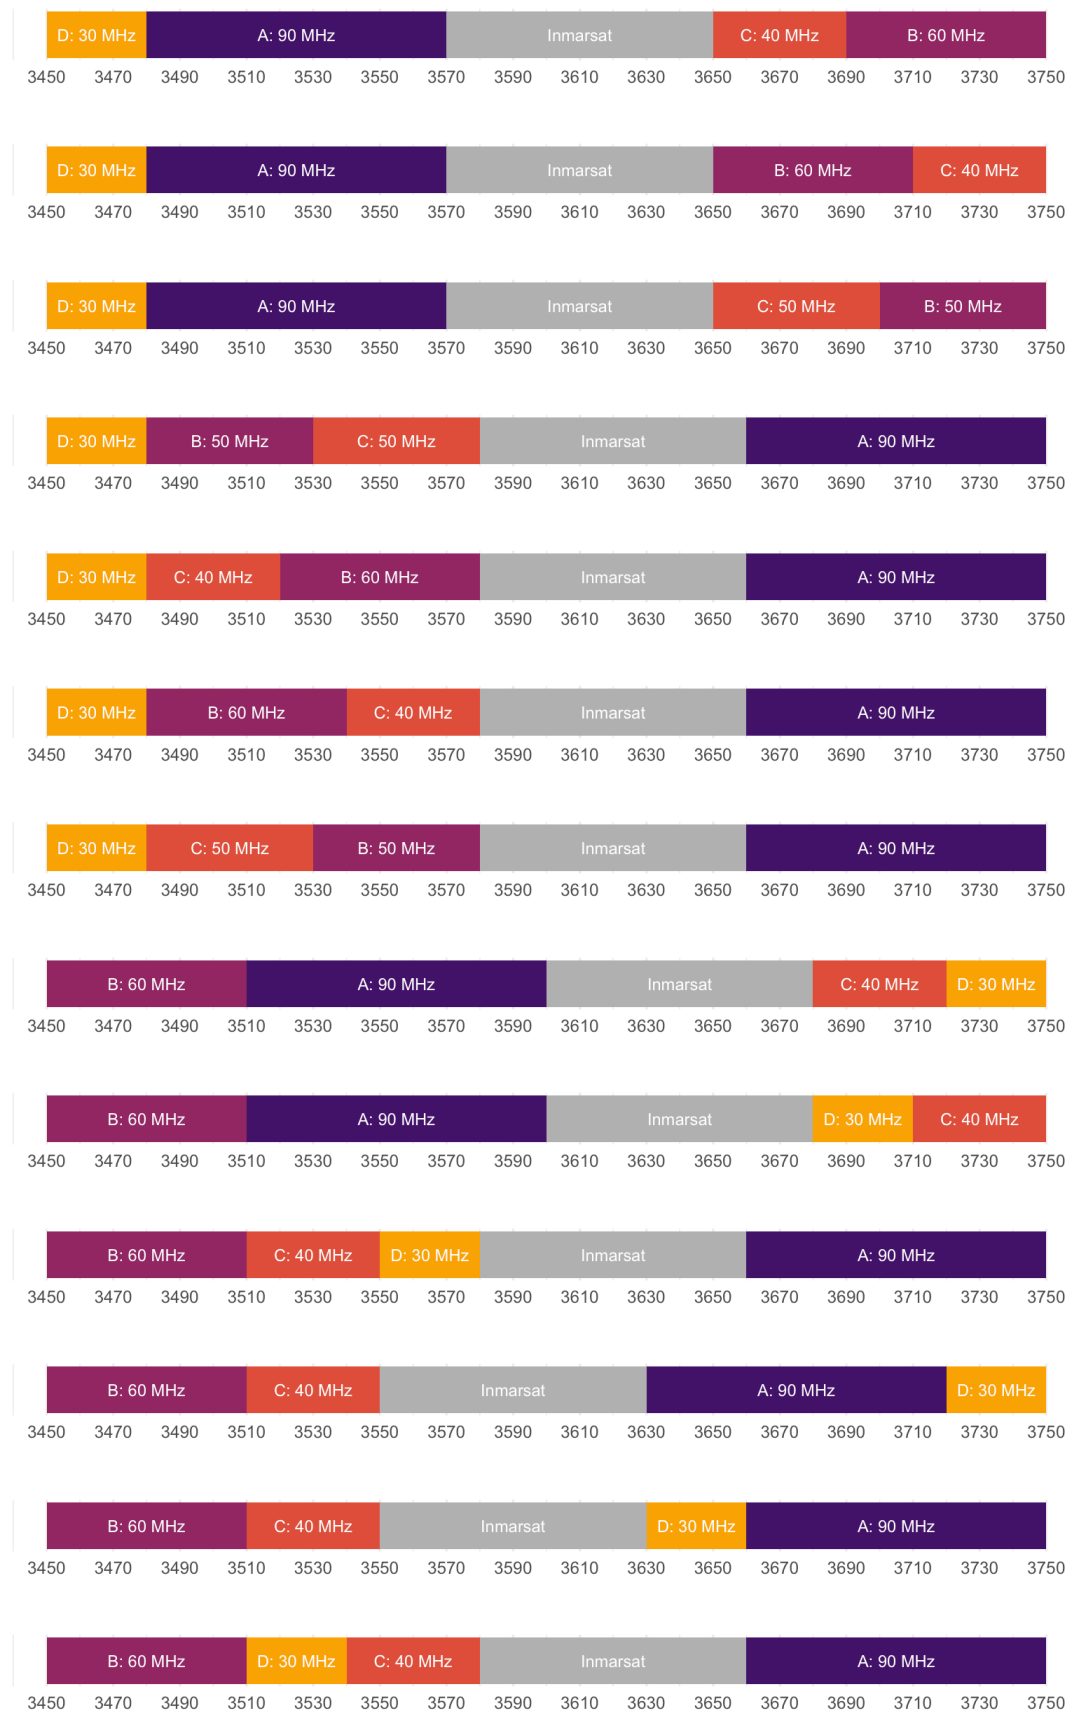 D: 30 MHz A: 90 MHz Inmarsat C: 40 MHz B: 60 MHz
3450 3470 3490 3510 3530 3550 3570 3590 3610 3630 3650 3670 3690 3710 3730 3750
D: 30 MHz A: 90 MHz Inmarsat B: 60 MHz C: 40 MHz
3450 3470 3490 3510 3530 3550 3570 3590 3610 3630 3650 3670 3690 3710 3730 3750
D: 30 MHz A: 90 MHz Inmarsat C: 50 MHz B: 50 MHz
3450 3470 3490 3510 3530 3550 3570 3590 3610 3630 3650 3670 3690 3710 3730 3750
D: 30 MHz B: 50 MHz C: 50 MHz Inmarsat A: 90 MHz
3450 3470 3490 3510 3530 3550 3570 3590 3610 3630 3650 3670 3690 3710 3730 3750
D: 30 MHz C: 40 MHz B: 60 MHz Inmarsat A: 90 MHz
3450 3470 3490 3510 3530 3550 3570 3590 3610 3630 3650 3670 3690 3710 3730 3750
D: 30 MHz B: 60 MHz C: 40 MHz Inmarsat A: 90 MHz
3450 3470 3490 3510 3530 3550 3570 3590 3610 3630 3650 3670 3690 3710 3730 3750
D: 30 MHz C: 50 MHz B: 50 MHz Inmarsat A: 90 MHz
3450 3470 3490 3510 3530 3550 3570 3590 3610 3630 3650 3670 3690 3710 3730 3750
B: 60 MHz A: 90 MHz Inmarsat C: 40 MHz D: 30 MHz
3450 3470 3490 3510 3530 3550 3570 3590 3610 3630 3650 3670 3690 3710 3730 3750
B: 60 MHz A: 90 MHz Inmarsat D: 30 MHz C: 40 MHz
3450 3470 3490 3510 3530 3550 3570 3590 3610 3630 3650 3670 3690 3710 3730 3750
B: 60 MHz C: 40 MHz D: 30 MHz Inmarsat A: 90 MHz
3450 3470 3490 3510 3530 3550 3570 3590 3610 3630 3650 3670 3690 3710 3730 3750
B: 60 MHz C: 40 MHz Inmarsat A: 90 MHz D: 30 MHz
3450 3470 3490 3510 3530 3550 3570 3590 3610 3630 3650 3670 3690 3710 3730 3750
B: 60 MHz C: 40 MHz Inmarsat D: 30 MHz A: 90 MHz
3450 3470 3490 3510 3530 3550 3570 3590 3610 3630 3650 3670 3690 3710 3730 3750
B: 60 MHz D: 30 MHz C: 40 MHz Inmarsat A: 90 MHz
3450 3470 3490 3510 3530 3550 3570 3590 3610 3630 3650 3670 3690 3710 3730 3750